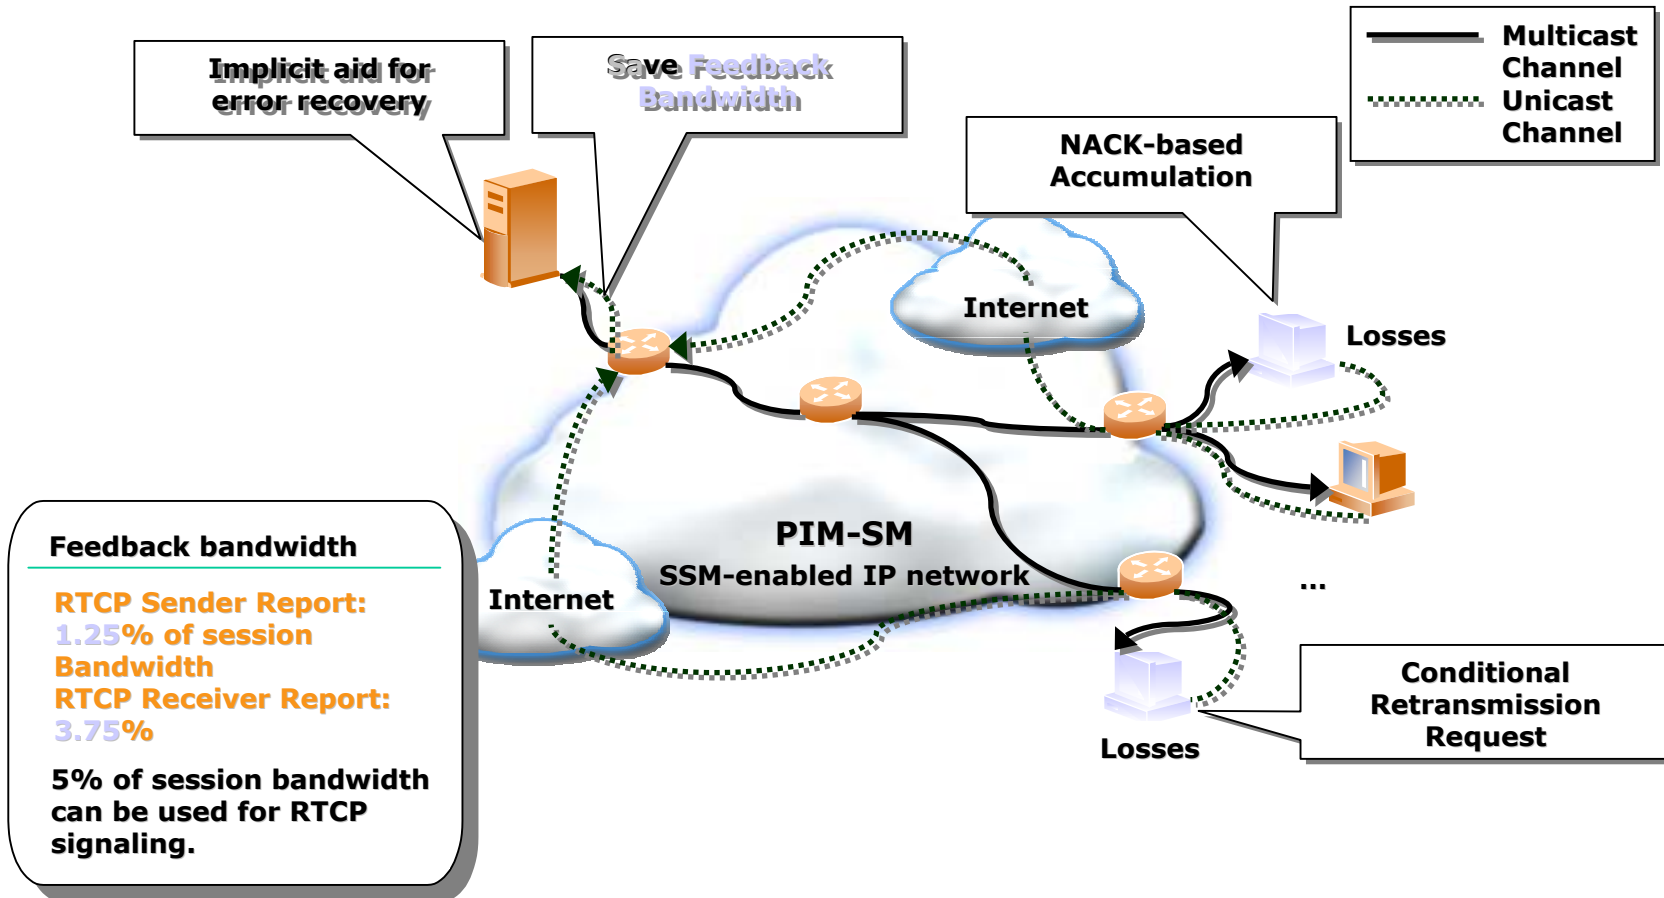 Implicit aid for
error recovery
Save Feedback
Bandwidth
Multicast
Channel
Unicast
Channel
NACK-based
Accumulation
Internet
Losses
PIM-SM
SSM-enabled IP network
Internet
...
Feedback bandwidth
RTCP Sender Report:
1.25% of session
Bandwidth
RTCP Receiver Report:
3.75%
5% of session bandwidth
can be used for RTCP
signaling.
Conditional
Retransmission
Request
Losses